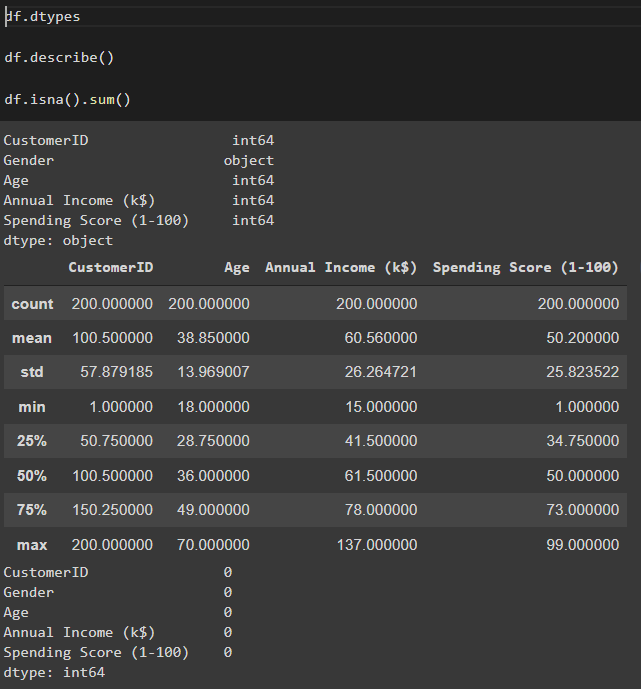 df.dtypes
df.describe()
df.isna().sum()
CustomerID int64
Gender object
Age int64
Annual Income (k$) int64
Spending Score (1-100) int64
dtype: object
CustomerID Age Annual Income (k$) Spending Score (1-100)
count 200.000000 200.000000 200.000000 200.000000
mean 100.500000 38.850000 60.560000 50.200000
std 57.879185 13.969007 26.264721 25.823522
min 1.000000 18.000000 15.000000 1.000000
25% 50.750000 28.750000 41.500000 34.750000
50% 100.500000 36.000000 61.500000 50.000000
75% 150.250000 49.000000 78.000000 73.000000
max 200.000000 70.000000 137.000000 99.000000
CustomerID 0
Gender 0
Age 0
Annual Income (k$) 0
Spending Score (1-100) 0
dtype: int64